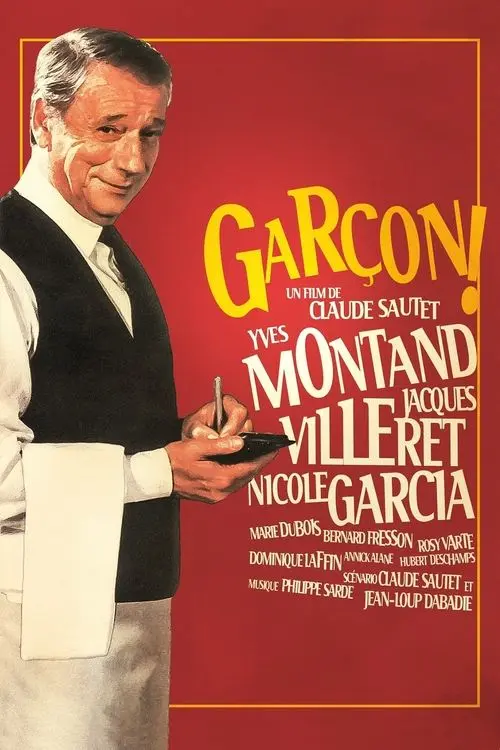 GARÇON!
UN FILM DE
CLAUDE SAUTET
YVES
MONTAND
JACQUES
VILLERET
NICOLE GARCIA
MARIE DUBOIS BERNARD FRESSON ROSY VARTE
DOMINIQUE LAFFIN ANNICK ALANE HUBERT DESCHAMPS
SCÉNARIO CLAUDE SAUTET ET
MUSIQUE PHILIPPE SARDE JEAN-LOUP DABADIE